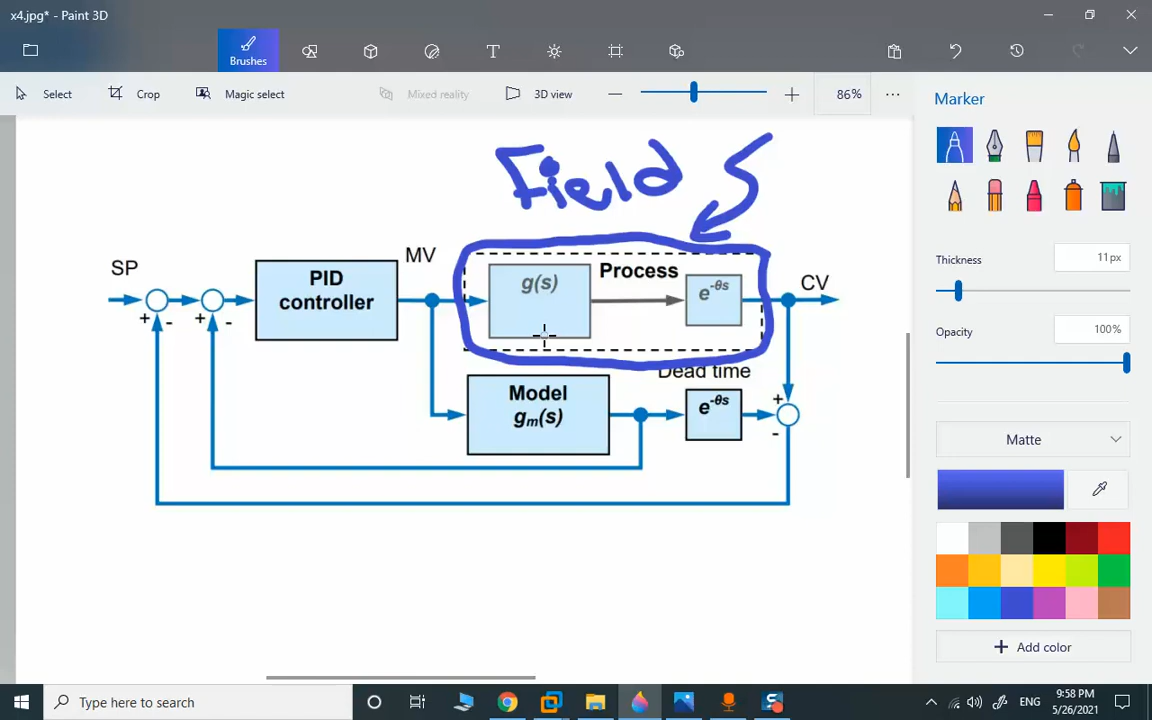 x4.jpg* - Paint 3D
Brushes
Select
Crop
Magic select
Mixed reality
3D view
86%
Marker
Thickness
11px
Opacity
100%
Matte
Add color
Field
SP
MV
CV
PID
controller
g(s)
Process
e-θs
Dead time
Model
gm(s)
e-θs
+
-
+
-
+
-
Type here to search
ENG
9:58 PM
5/26/2021